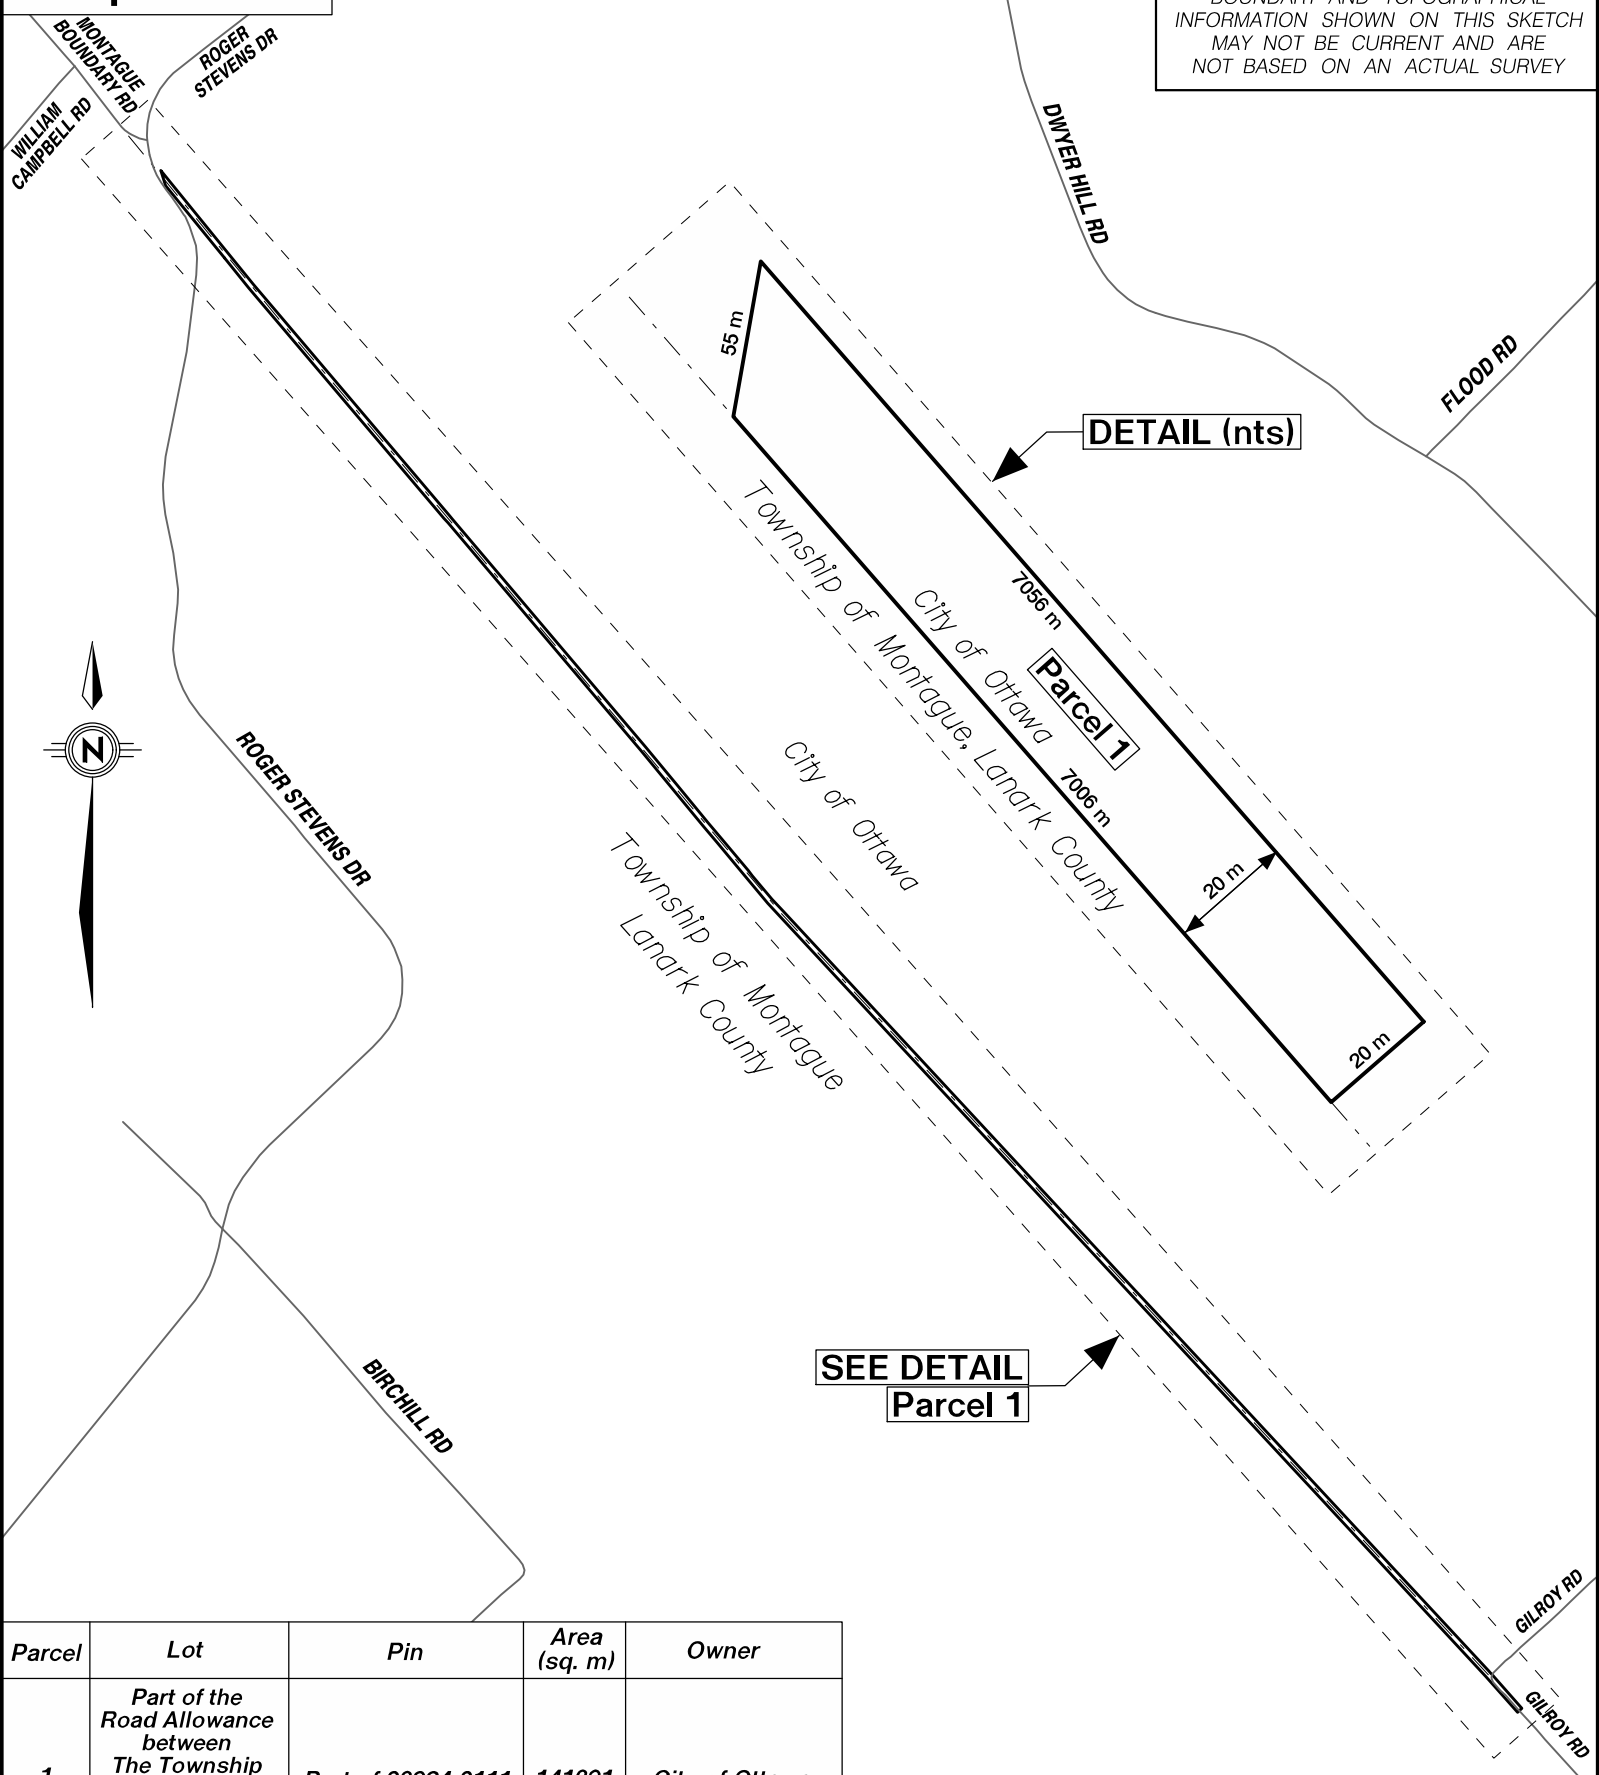 INFORMATION SHOWN ON THIS SKETCH
MAY NOT BE CURRENT AND ARE
NOT BASED ON AN ACTUAL SURVEY
MONTAGUE
BOUNDARY RD
ROGER
STEVENS DR
WILLIAM
CAMPBELL RD
DWYER HILL RD
FLOOD RD
55 m
DETAIL (nts)
7056 m
Township of Montague, Lanark County
City of Ottawa
Parcel 1
7006 m
20 m
20 m
N
ROGER STEVENS DR
City of Ottawa
Township of Montague
Lanark County
SEE DETAIL
Parcel 1
BIRCHILL RD
GILROY RD
GILROY RD
Parcel
Lot
Pin
Area
(sq. m)
Owner
Part of the
Road Allowance
between
The Township